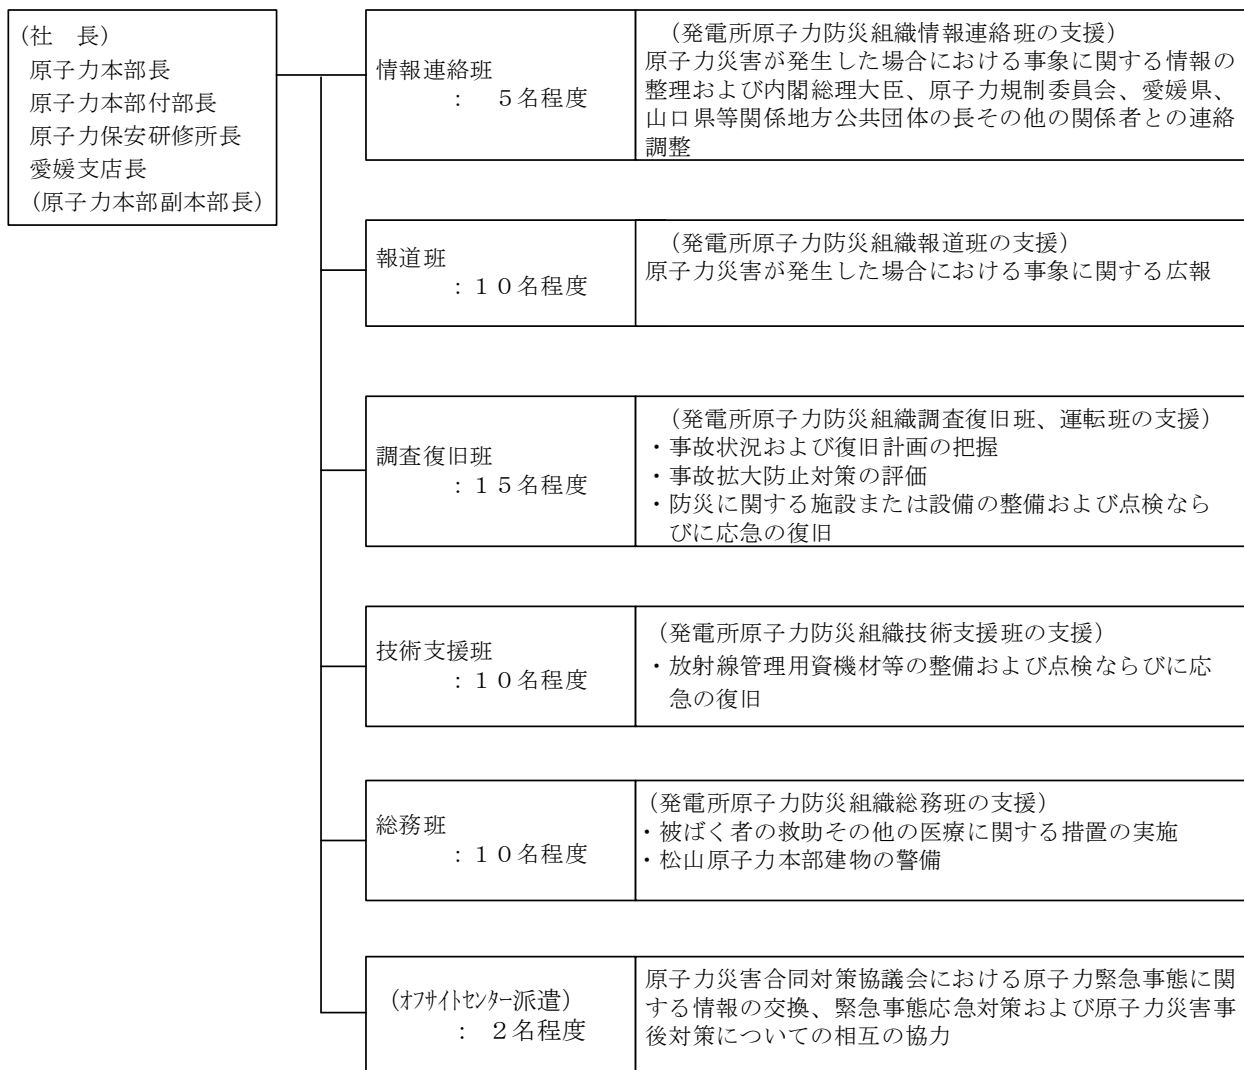 (社　長)
原子力本部長
原子力本部付部長
原子力保安研修所長
愛媛支店長
(原子力本部副本部長)
情報連絡班
：　５名程度
(発電所原子力防災組織情報連絡班の支援)
原子力災害が発生した場合における事象に関する情報の
整理および内閣総理大臣、原子力規制委員会、愛媛県、
山口県等関係地方公共団体の長その他の関係者との連絡
調整
報道班
：１０名程度
(発電所原子力防災組織報道班の支援)
原子力災害が発生した場合における事象に関する広報
調査復旧班
：１５名程度
(発電所原子力防災組織調査復旧班、運転班の支援)
・事故状況および復旧計画の把握
・事故拡大防止対策の評価
・防災に関する施設または設備の整備および点検なら
びに応急の復旧
技術支援班
：１０名程度
(発電所原子力防災組織技術支援班の支援)
・放射線管理用資機材等の整備および点検ならびに応
急の復旧
総務班
：１０名程度
(発電所原子力防災組織総務班の支援)
・被ばく者の救助その他の医療に関する措置の実施
・松山原子力本部建物の警備
(ｵﾌｻｲﾄｾﾝﾀｰ派遣)
：　２名程度
原子力災害合同対策協議会における原子力緊急事態に関
する情報の交換、緊急事態応急対策および原子力災害事
後対策についての相互の協力